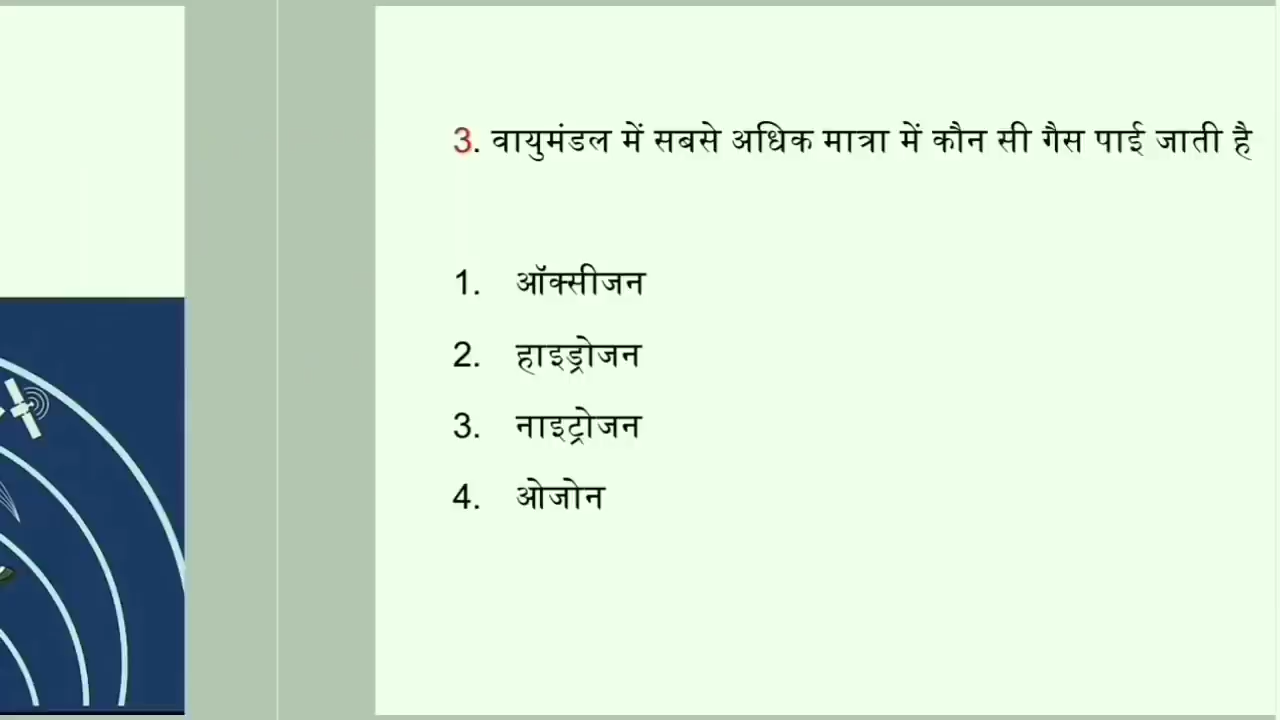 3. वायुमंडल में सबसे अधिक मात्रा में कौन सी गैस पाई जाती है
1. ऑक्सीजन
2. हाइड्रोजन
3. नाइट्रोजन
4. ओजोन